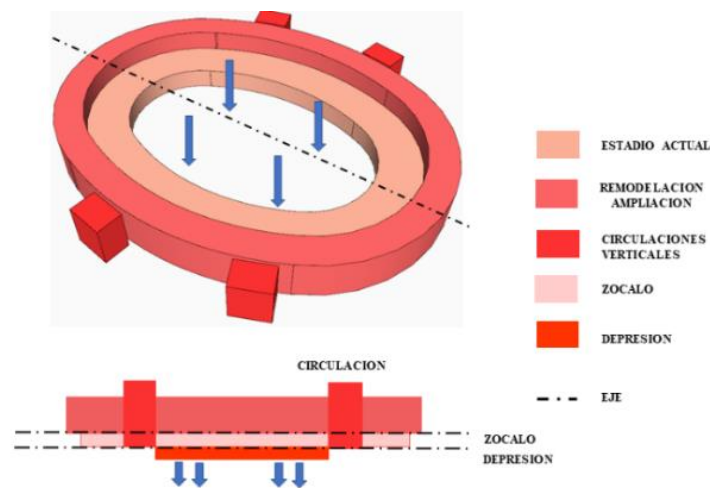 ESTADIO ACTUAL
REMODELACION
AMPLIACION
CIRCULACIONES
VERTICALES
ZOCALO
DEPRESION
EJE
CIRCULACION
ZOCALO
DEPRESION